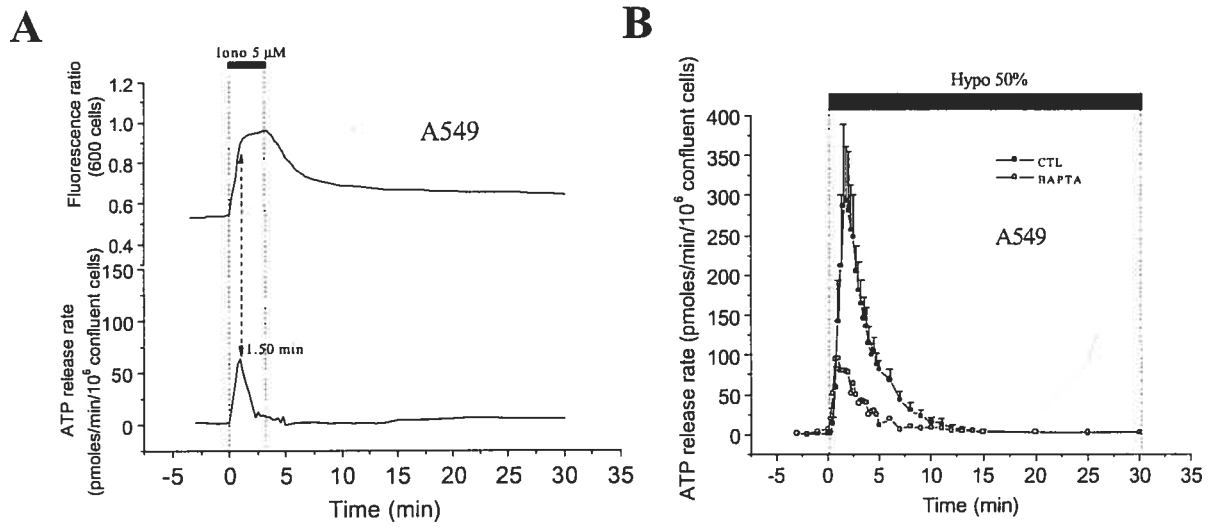 A
Iono 5 µM
Fluorescence ratio
(600 cells)
1.2
1.0
0.8
0.6
0.4
A549
ATP release rate
(pmoles/min/10⁶ confluent cells)
150
100
50
0
1.50 min
-5 0 5 10 15 20 25 30
Time (min)
B
Hypo 50%
ATP release rate (pmoles/min/10⁶ confluent cells)
400
350
300
250
200
150
100
50
0
CTL
BAPTA
A549
-5 0 5 10 15 20 25 30 35
Time (min)